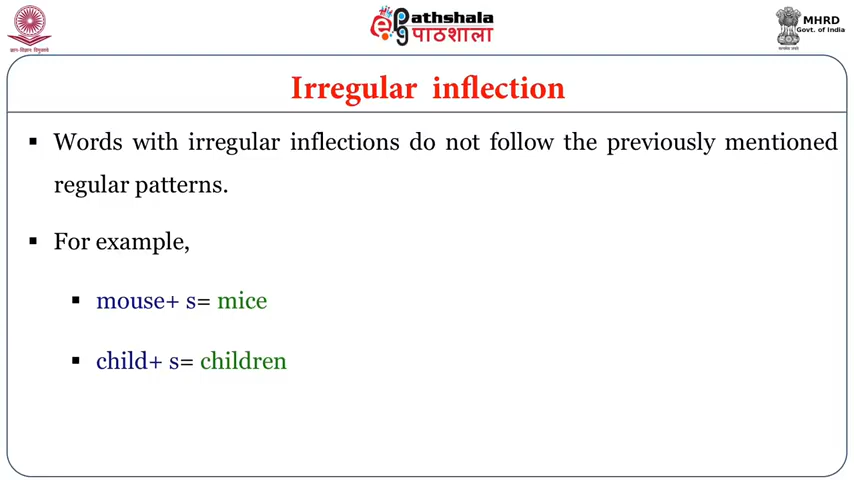 ePathshala
पाठशाला
MHRD
Govt. of India
Irregular inflection
▪ Words with irregular inflections do not follow the previously mentioned
regular patterns.
▪ For example,
▪ mouse+ s= mice
▪ child+ s= children